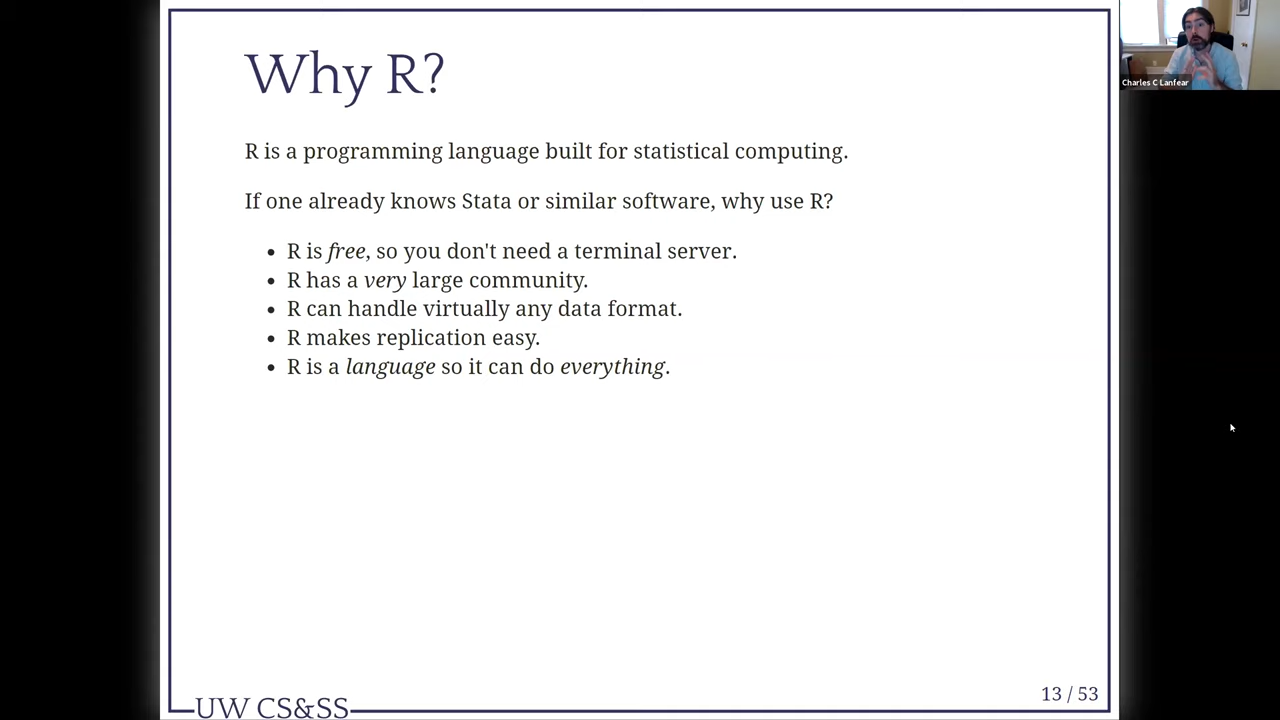 Why R?
Charles C Lanfear
R is a programming language built for statistical computing.
If one already knows Stata or similar software, why use R?
• R is free, so you don't need a terminal server.
• R has a very large community.
• R can handle virtually any data format.
• R makes replication easy.
• R is a language so it can do everything.
13 / 53
UW CS&SS